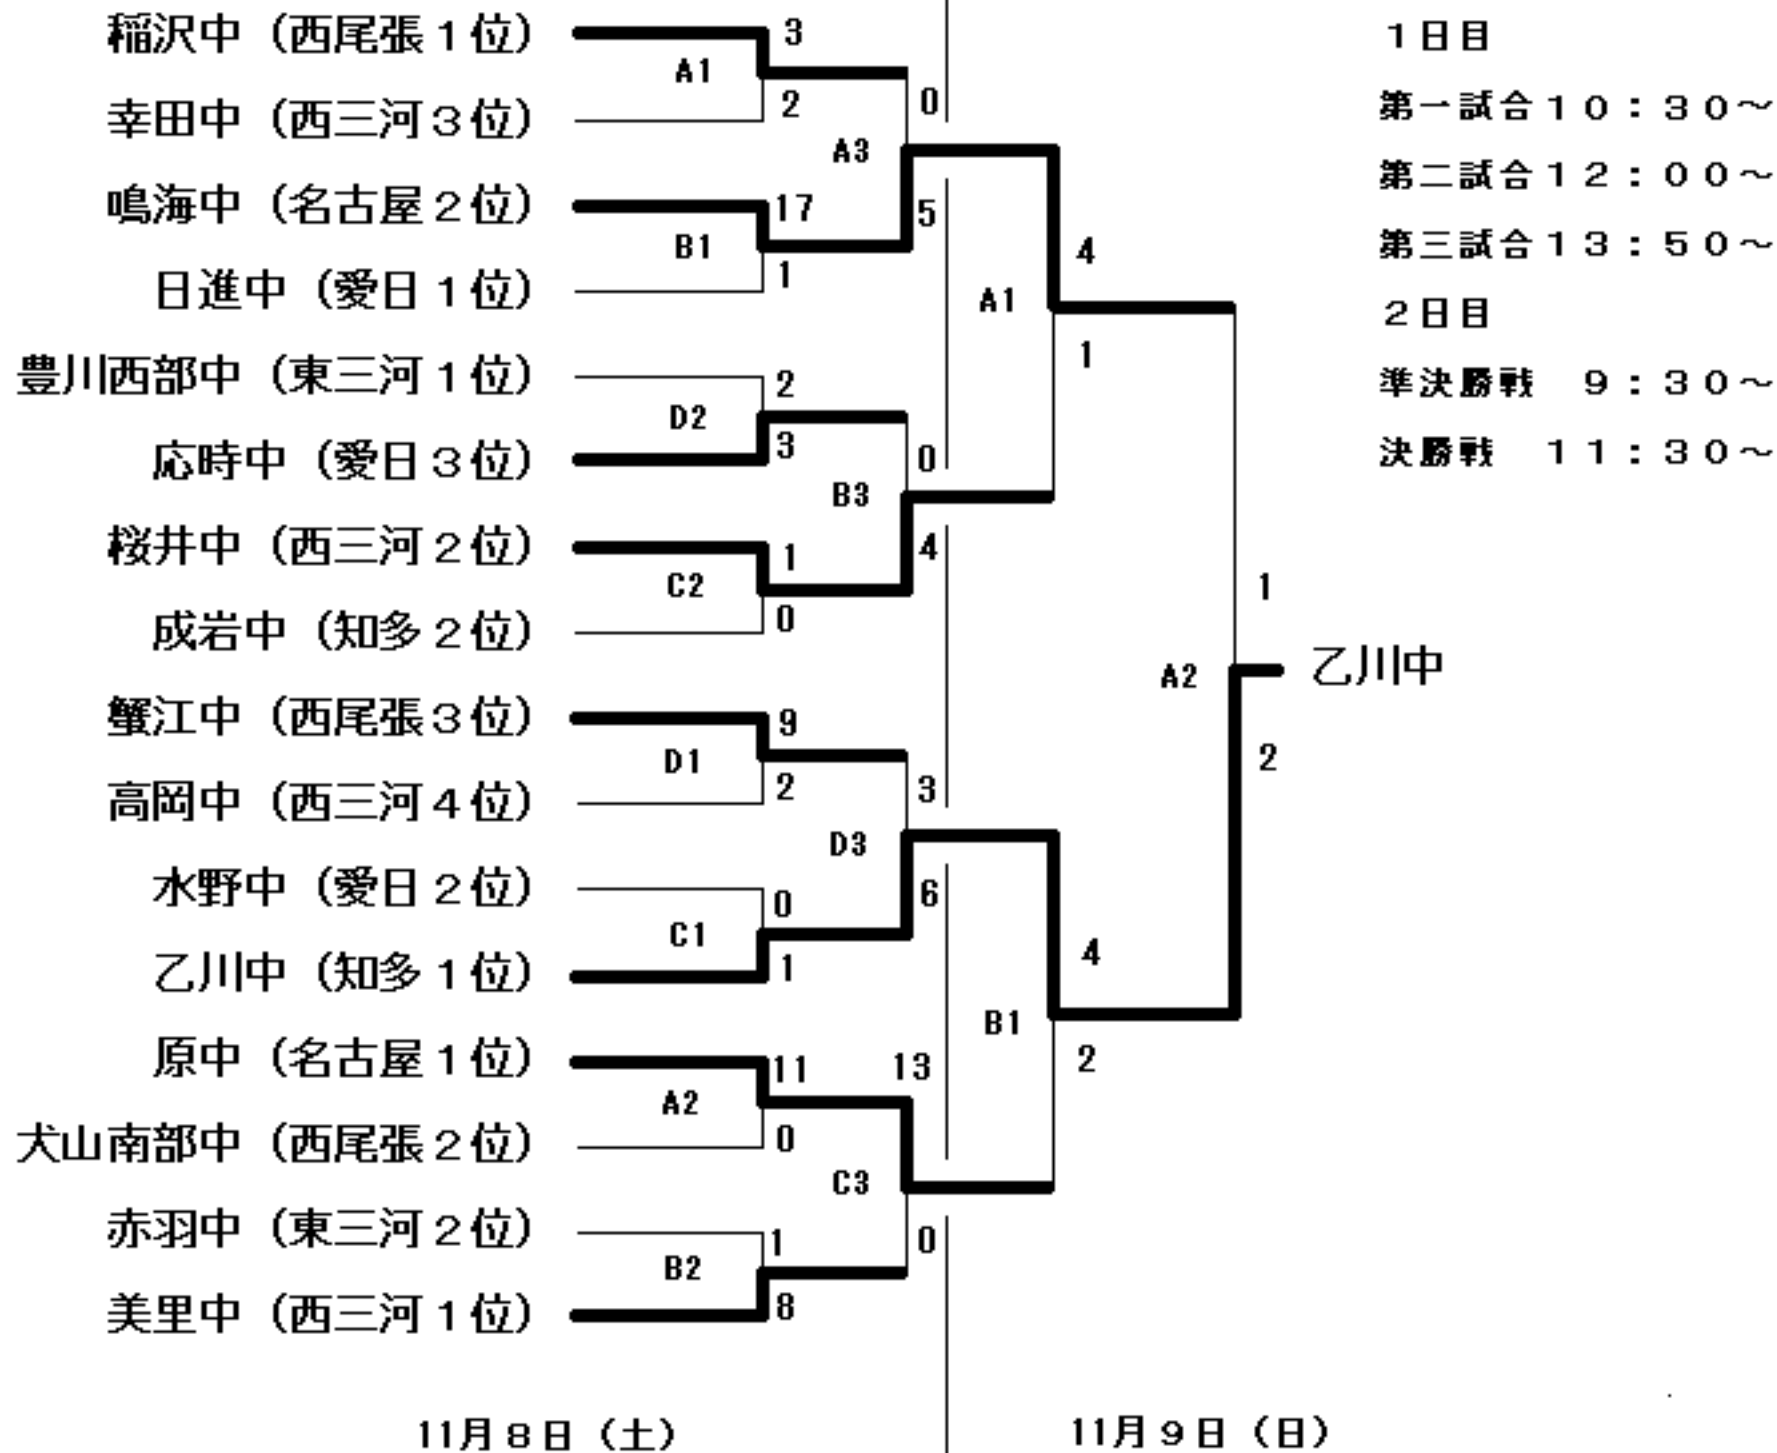 稲沢中（西尾張１位）
3
A1
幸田中（西三河３位）
2
0
A3
鳴海中（名古屋２位）
17
5
B1
日進中（愛日１位）
1
4
A1
1
豊川西部中（東三河１位）
2
D2
応時中（愛日３位）
3
0
B3
桜井中（西三河２位）
1
4
C2
成岩中（知多２位）
0
1
A2
乙川中
2
蟹江中（西尾張３位）
9
D1
高岡中（西三河４位）
2
3
D3
水野中（愛日２位）
0
6
C1
乙川中（知多１位）
1
4
B1
2
原中（名古屋１位）
11
13
A2
犬山南部中（西尾張２位）
0
C3
赤羽中（東三河２位）
1
0
B2
美里中（西三河１位）
8
11月８日（土）
11月９日（日）
１日目
第一試合１０：３０～
第二試合１２：００～
第三試合１３：５０～
２日目
準決勝戦　９：３０～
決勝戦　１１：３０～